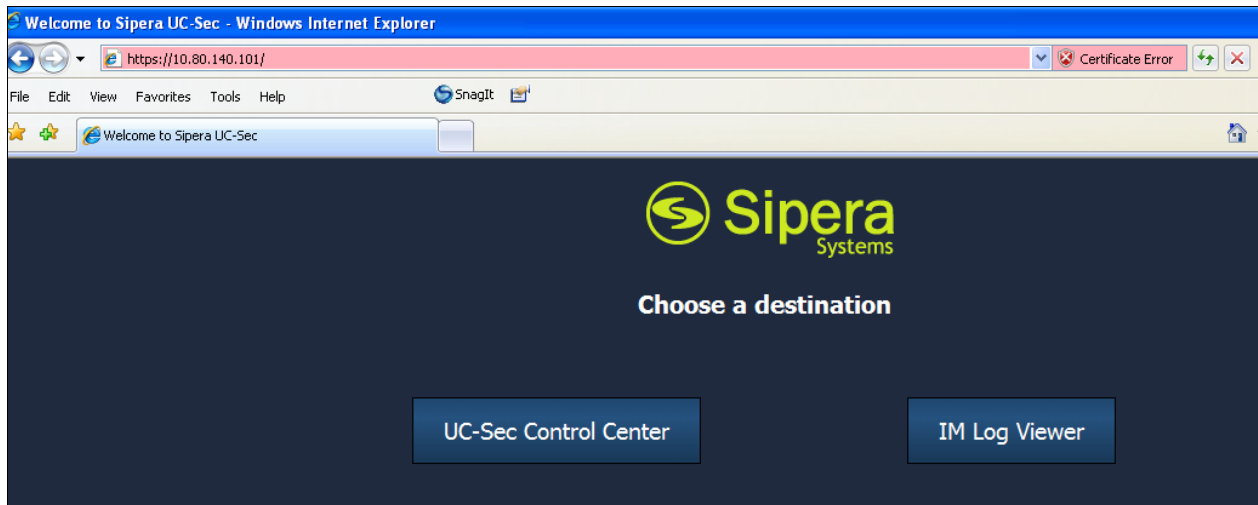 Welcome to Sipera UC-Sec - Windows Internet Explorer
https://10.80.140.101/ Certificate Error
File Edit View Favorites Tools Help SnagIt
Welcome to Sipera UC-Sec
Sipera
Systems
Choose a destination
UC-Sec Control Center IM Log Viewer